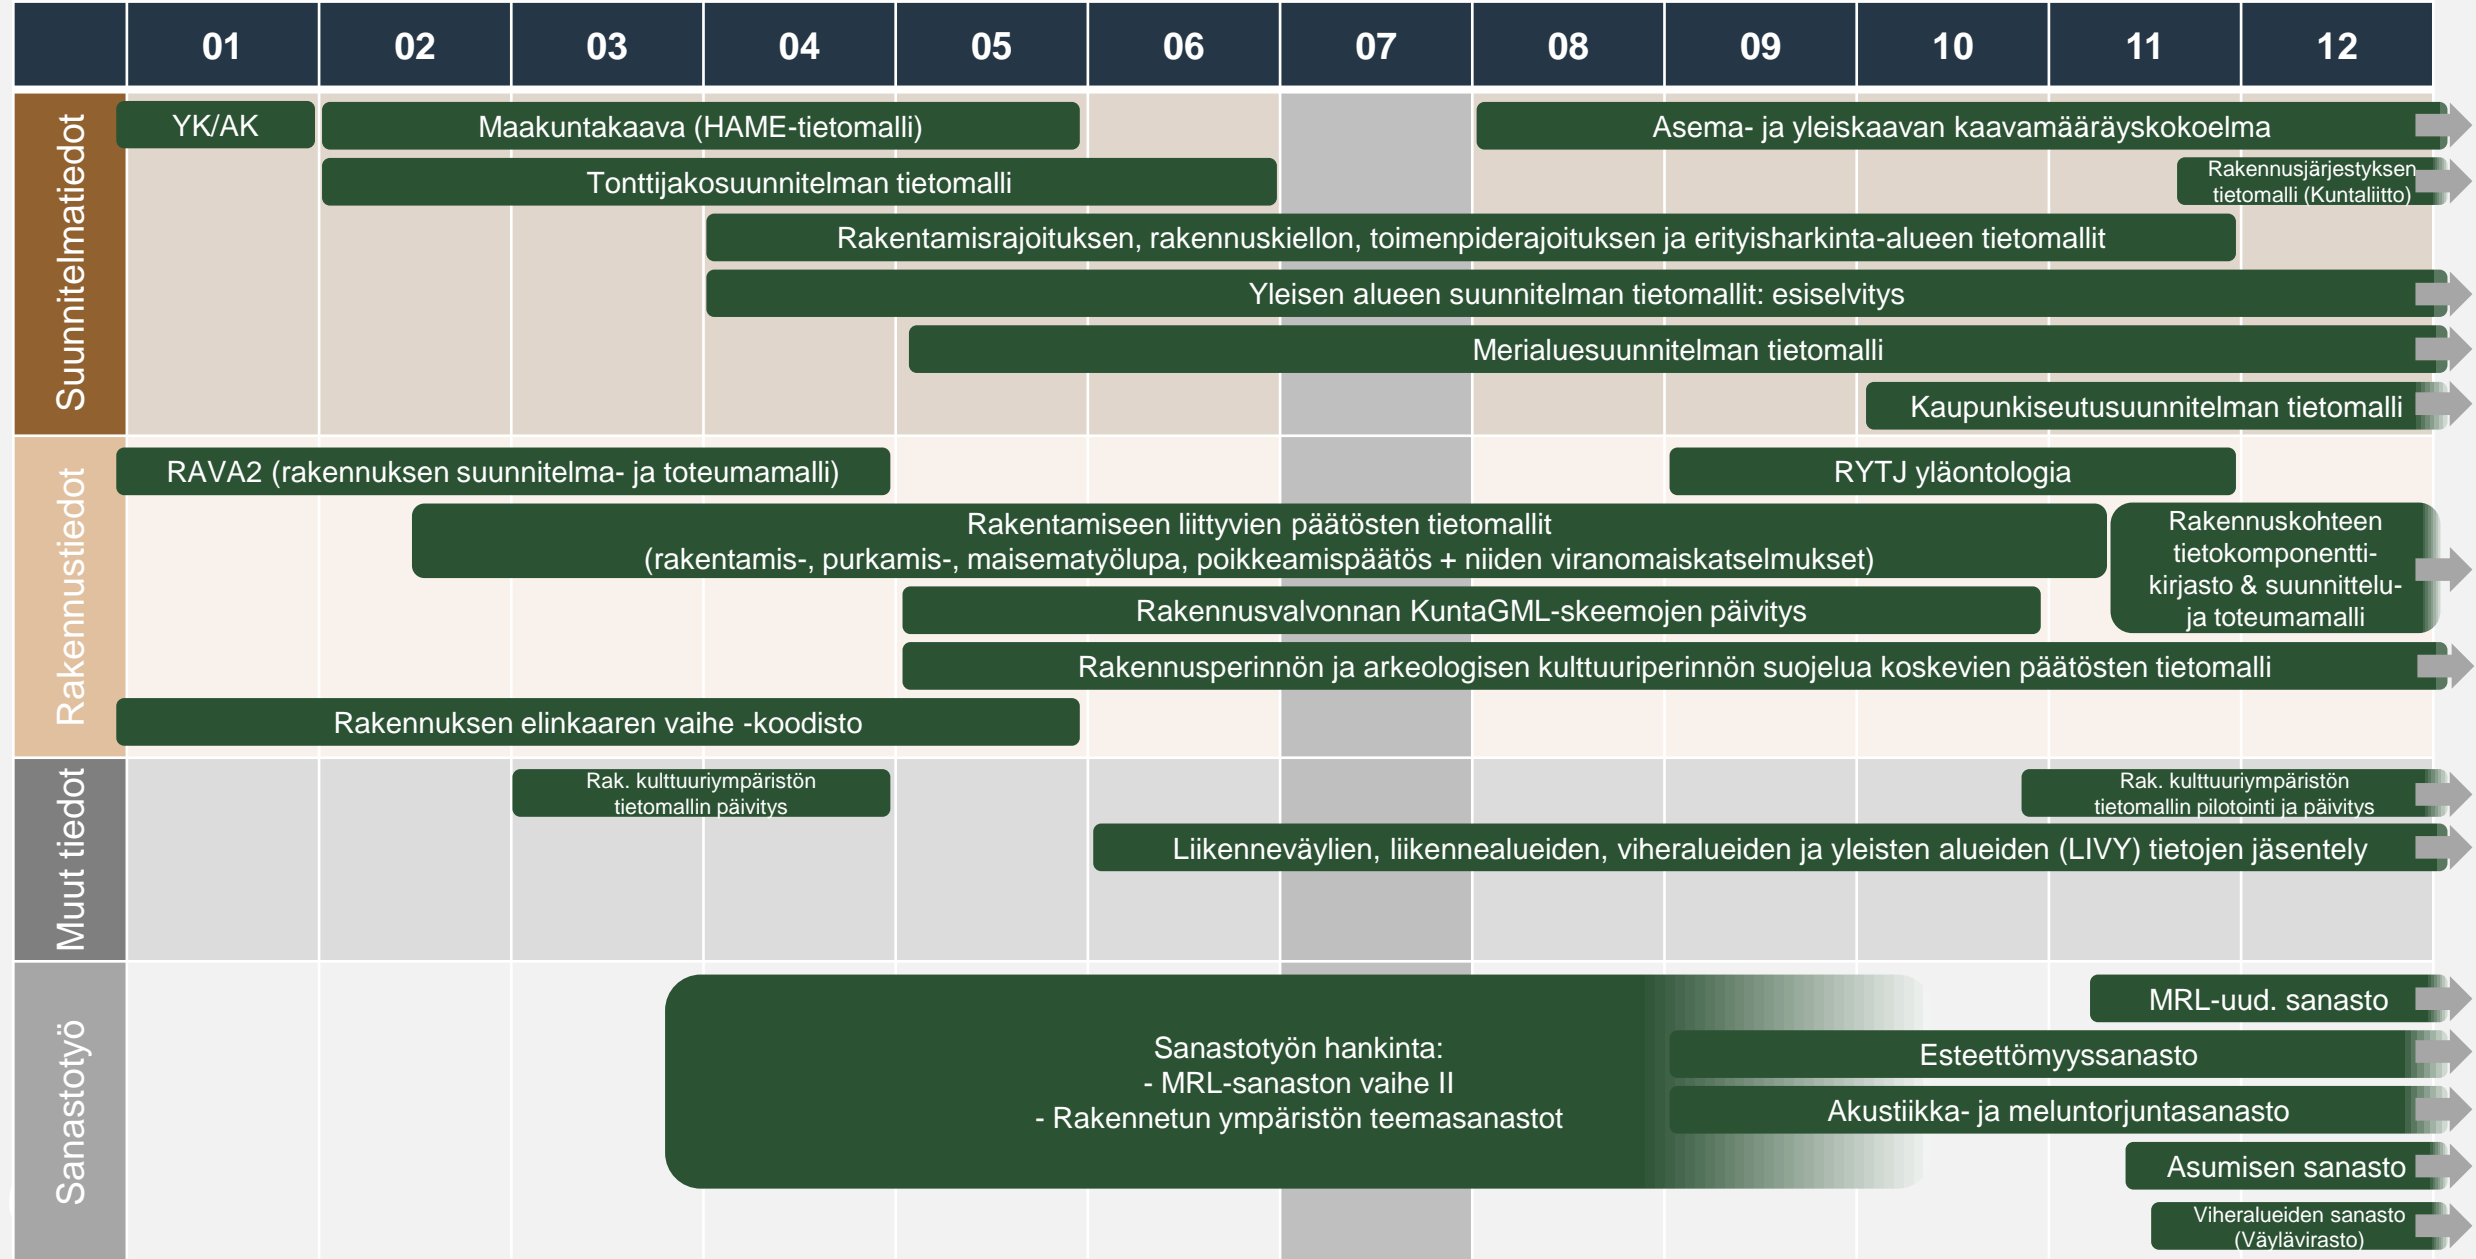 01 02 03 04 05 06 07 08 09 10 11 12
Suunnitelmatiedot
YK/AK
Maakuntakaava (HAME-tietomalli)
Asema- ja yleiskaavan kaavamääräyskokoelma
Tonttijakosuunnitelman tietomalli
Rakennusjärjestyksen
tietomalli (Kuntaliitto)
Rakentamisrajoituksen, rakennuskiellon, toimenpiderajoituksen ja erityisharkinta-alueen tietomallit
Yleisen alueen suunnitelman tietomallit: esiselvitys
Merialuesuunnitelman tietomalli
Kaupunkiseutusuunnitelman tietomalli
Rakennustiedot
RAVA2 (rakennuksen suunnitelma- ja toteumamalli)
RYTJ yläontologia
Rakentamiseen liittyvien päätösten tietomallit
(rakentamis-, purkamis-, maisematyölupa, poikkeamispäätös + niiden viranomaiskatselmukset)
Rakennuskohteen
tietokomponentti-
kirjasto & suunnittelu-
ja toteumamalli
Rakennusvalvonnan KuntaGML-skeemojen päivitys
Rakennusperinnön ja arkeologisen kulttuuriperinnön suojelua koskevien päätösten tietomalli
Rakennuksen elinkaaren vaihe -koodisto
Muut tiedot
Rak. kulttuuriympäristön
tietomallin päivitys
Rak. kulttuuriympäristön
tietomallin pilotointi ja päivitys
Liikenneväylien, liikennealueiden, viheralueiden ja yleisten alueiden (LIVY) tietojen jäsentely
Sanastotyö
Sanastotyön hankinta:
- MRL-sanaston vaihe II
- Rakennetun ympäristön teemasanastot
MRL-uud. sanasto
Esteettömyyssanasto
Akustiikka- ja meluntorjuntasanasto
Asumisen sanasto
Viheralueiden sanasto
(Väylävirasto)